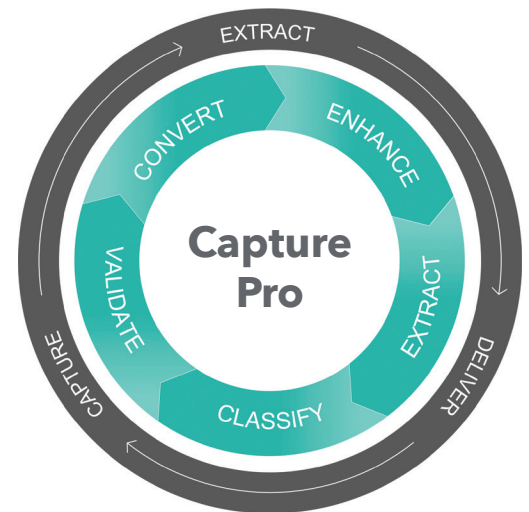 EXTRACT
DELIVER
CAPTURE
CONVERT
ENHANCE
EXTRACT
CLASSIFY
VALIDATE
Capture
Pro